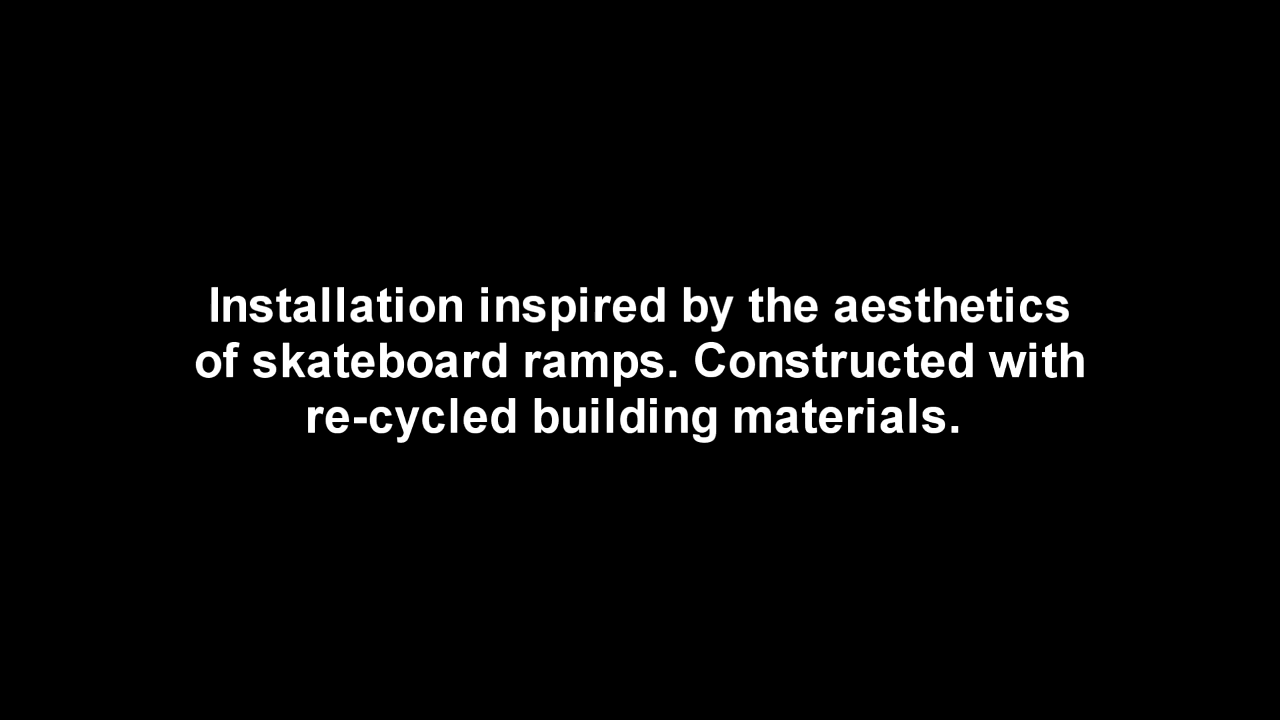 Installation inspired by the aesthetics
of skateboard ramps. Constructed with
re-cycled building materials.